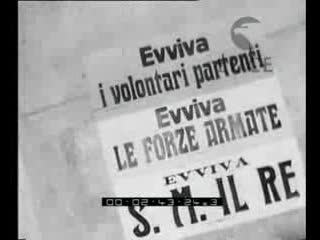 Evviva
i volontari partenti
Evviva
LE FORZE ARMATE
EVVIVA
S. M. IL RE
00:02:43:24.3